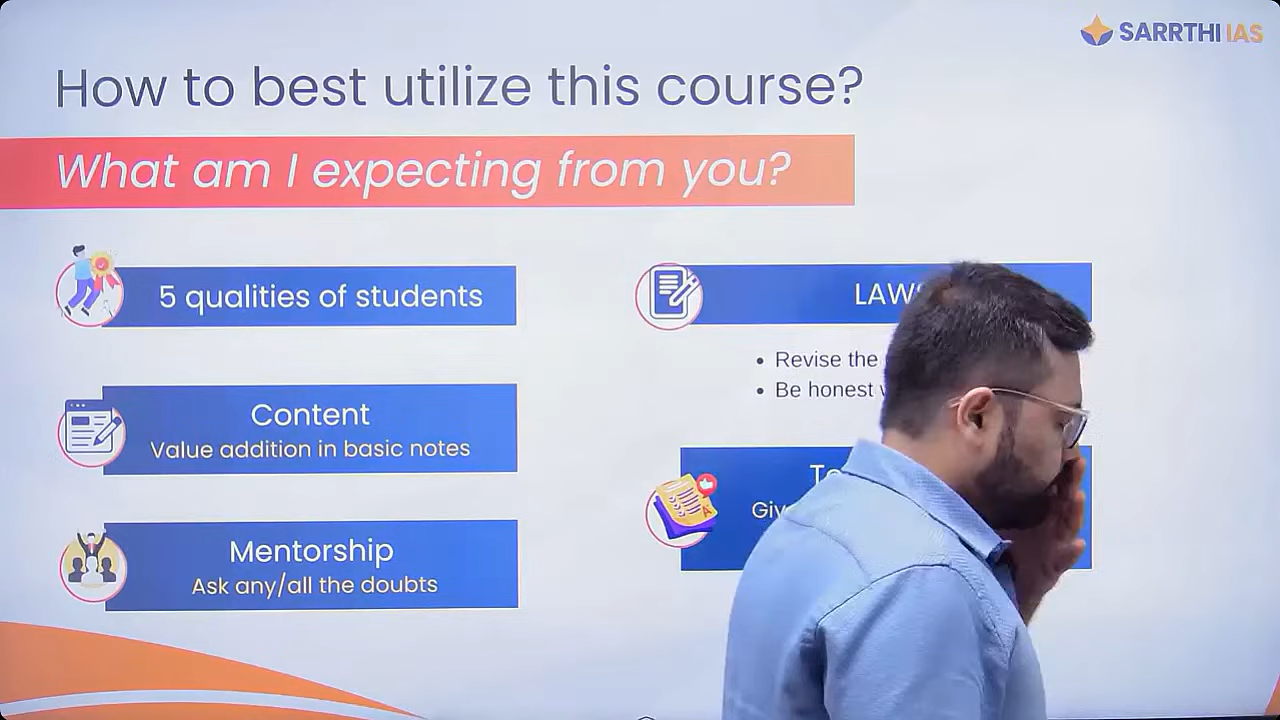 SARRTHI IAS
How to best utilize this course?
What am I expecting from you?
5 qualities of students
Content
Value addition in basic notes
Mentorship
Ask any/all the doubts
• Revise the
• Be honest